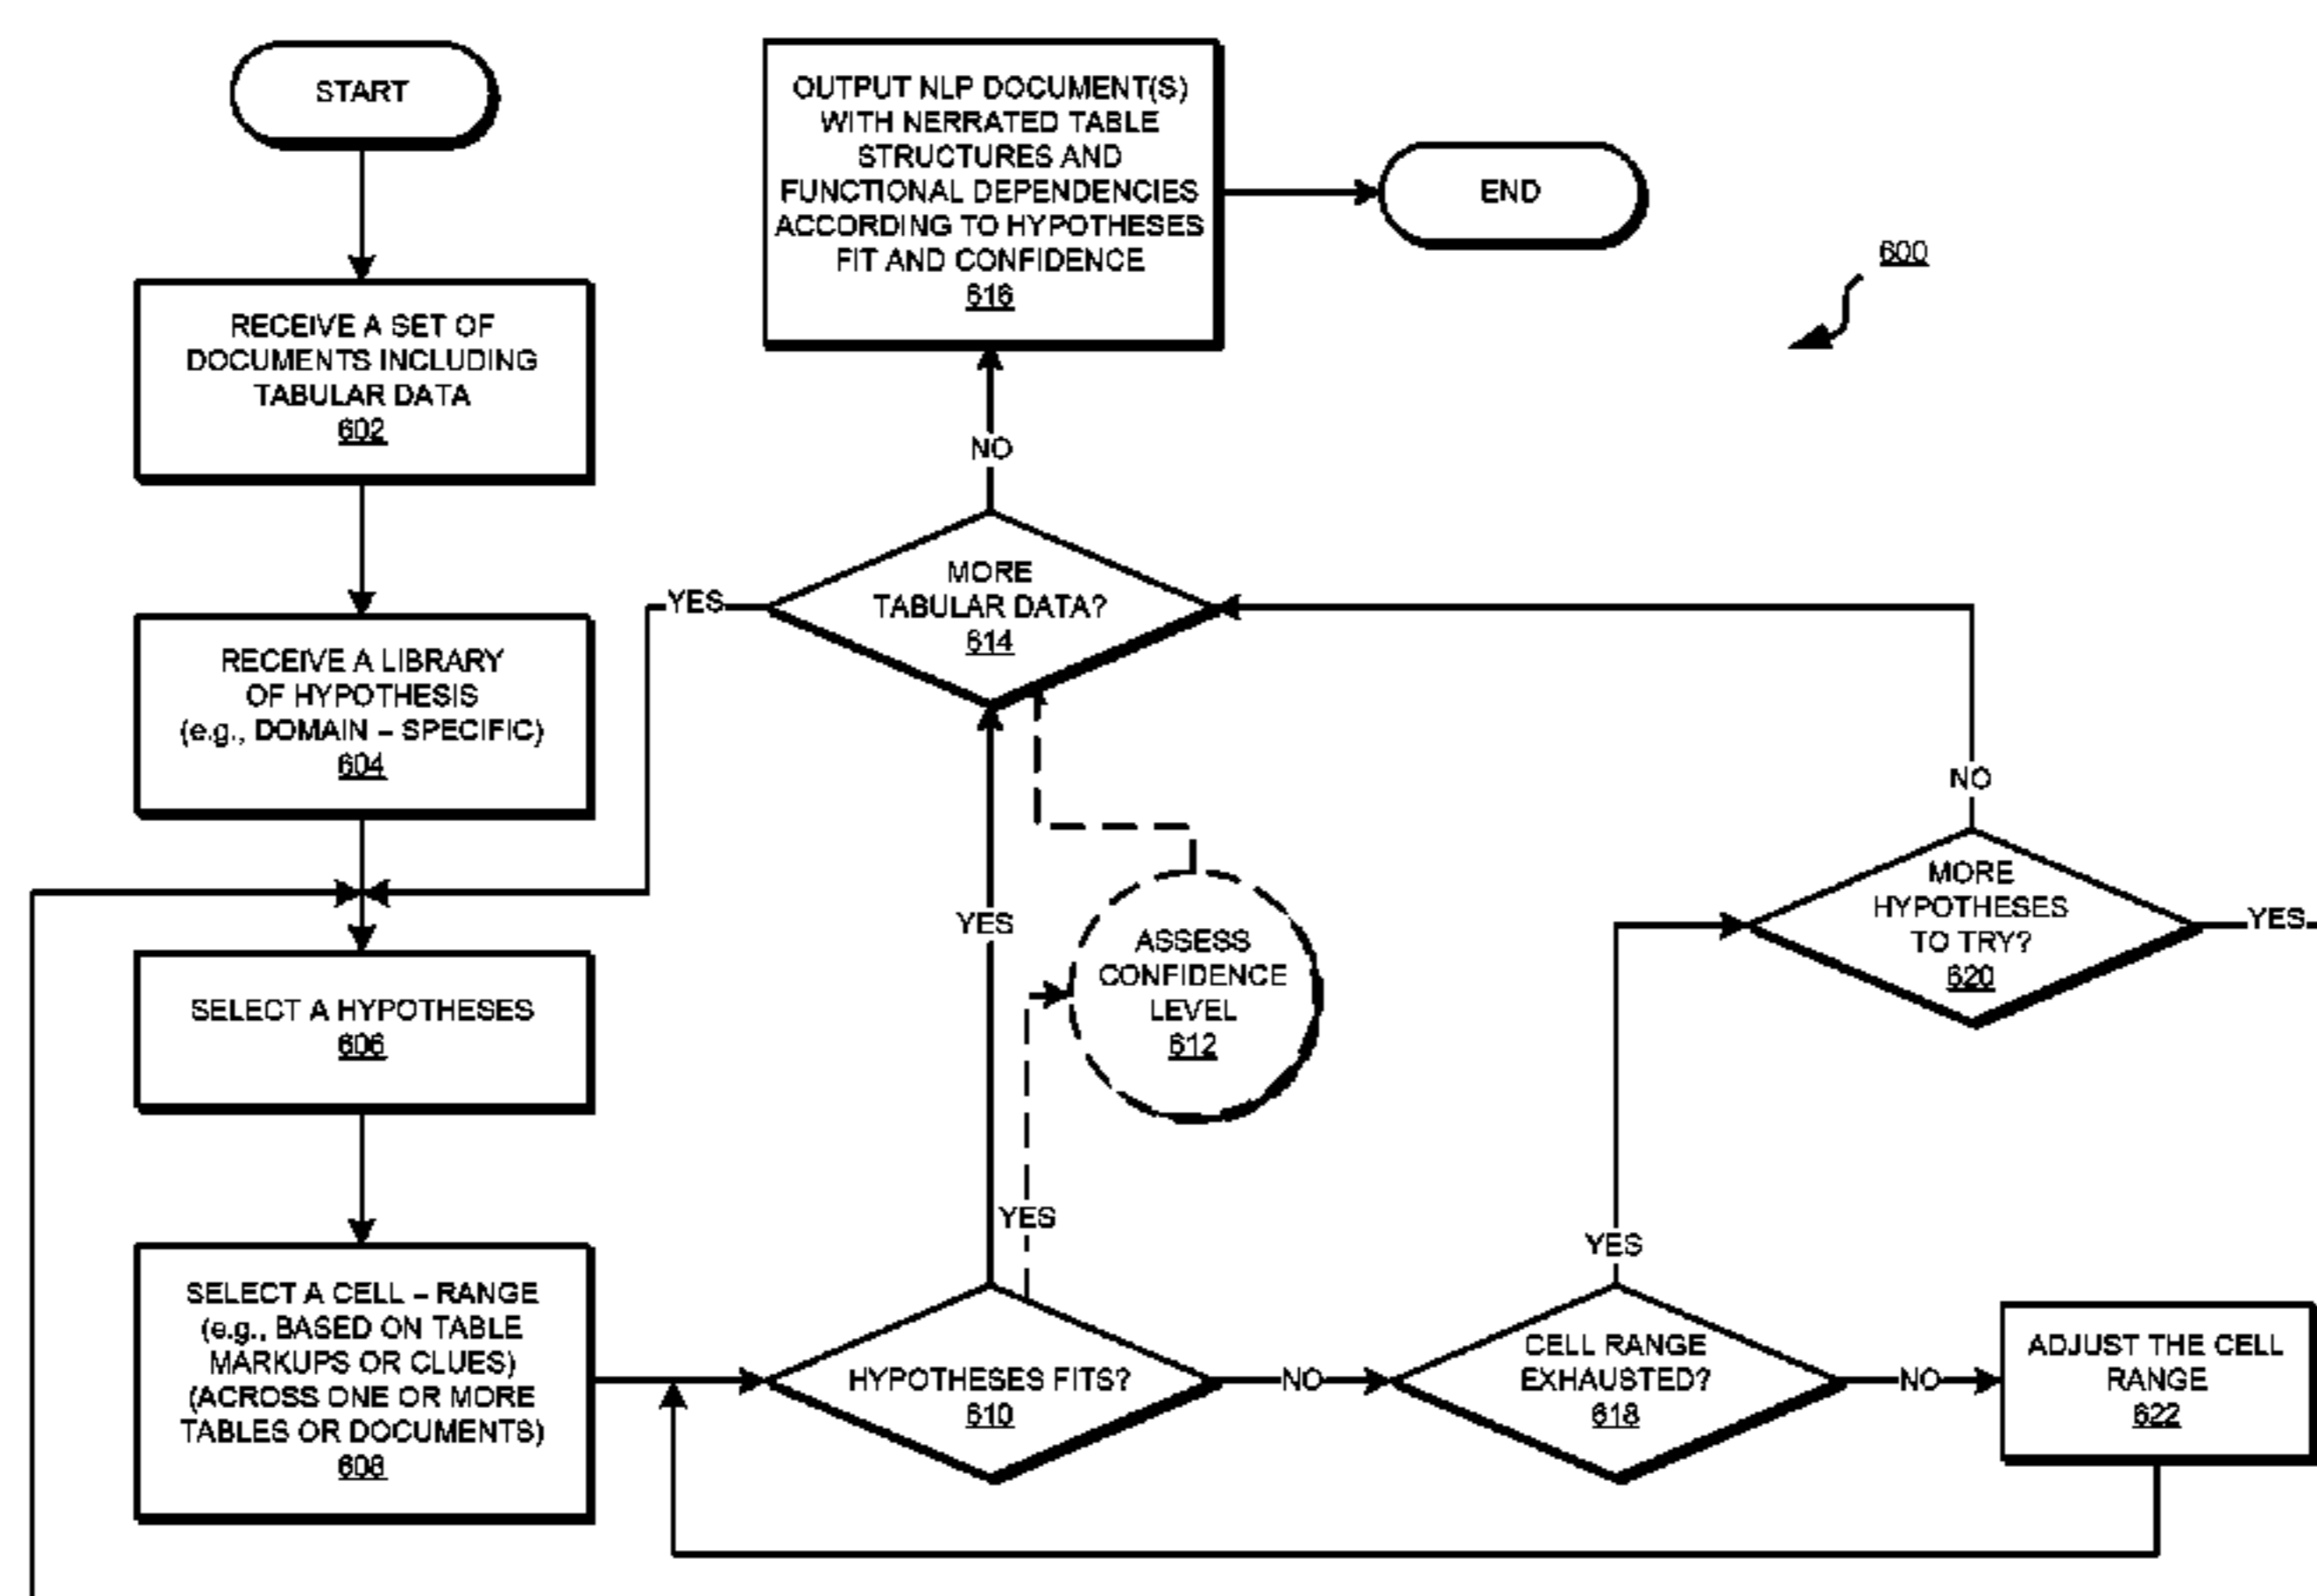 START
RECEIVE A SET OF
DOCUMENTS INCLUDING
TABULAR DATA
602
RECEIVE A LIBRARY
OF HYPOTHESIS
(e.g., DOMAIN – SPECIFIC)
604
SELECT A HYPOTHESES
606
SELECT A CELL – RANGE
(e.g., BASED ON TABLE
MARKUPS OR CLUES)
(ACROSS ONE OR MORE
TABLES OR DOCUMENTS)
608
OUTPUT NLP DOCUMENT(S)
WITH NERRATED TABLE
STRUCTURES AND
FUNCTIONAL DEPENDENCIES
ACCORDING TO HYPOTHESES
FIT AND CONFIDENCE
616
END
600
NO
MORE
TABULAR DATA?
614
YES
YES
ASSESS
CONFIDENCE
LEVEL
612
YES
HYPOTHESES FITS?
610
NO
CELL RANGE
EXHAUSTED?
618
YES
NO
ADJUST THE CELL
RANGE
622
NO
MORE
HYPOTHESES
TO TRY?
620
YES